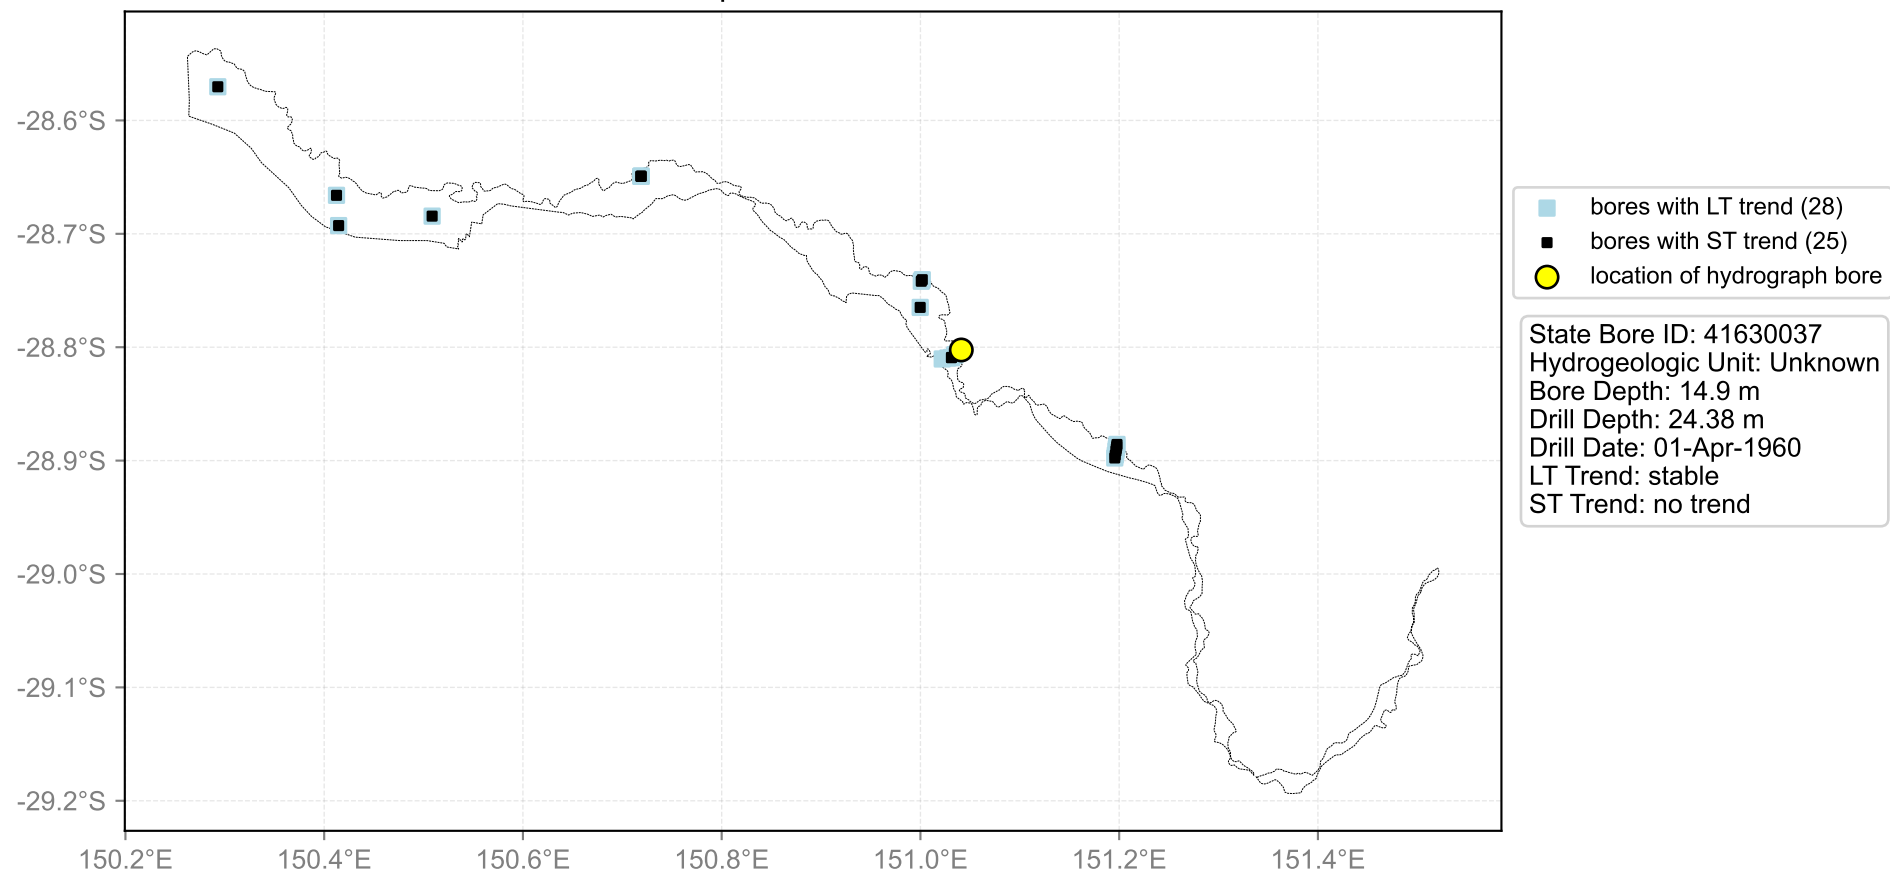 -28.6°S
-28.7°S
-28.8°S
-28.9°S
-29.0°S
-29.1°S
-29.2°S
150.2°E
150.4°E
150.6°E
150.8°E
151.0°E
151.2°E
151.4°E
bores with LT trend (28)
bores with ST trend (25)
location of hydrograph bore
State Bore ID: 41630037
Hydrogeologic Unit: Unknown
Bore Depth: 14.9 m
Drill Depth: 24.38 m
Drill Date: 01-Apr-1960
LT Trend: stable
ST Trend: no trend